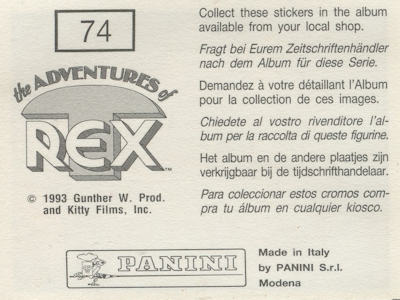 74
the ADVENTURES of
REX™
© 1993 Gunther W. Prod.
and Kitty Films, Inc.
Collect these stickers in the album
available from your local shop.
Fragt bei Eurem Zeitschriftenhändler
nach dem Album für diese Serie.
Demandez à votre détaillant l'Album
pour la collection de ces images.
Chiedete al vostro rivenditore l'al-
bum per la raccolta di queste figurine.
Het album en de andere plaatjes zijn
verkrijgbaar bij de tijdschrifthandelaar.
Para coleccionar estos cromos com-
pra tu álbum en cualquier kiosco.
PANINI
Made in Italy
by PANINI S.r.l.
Modena